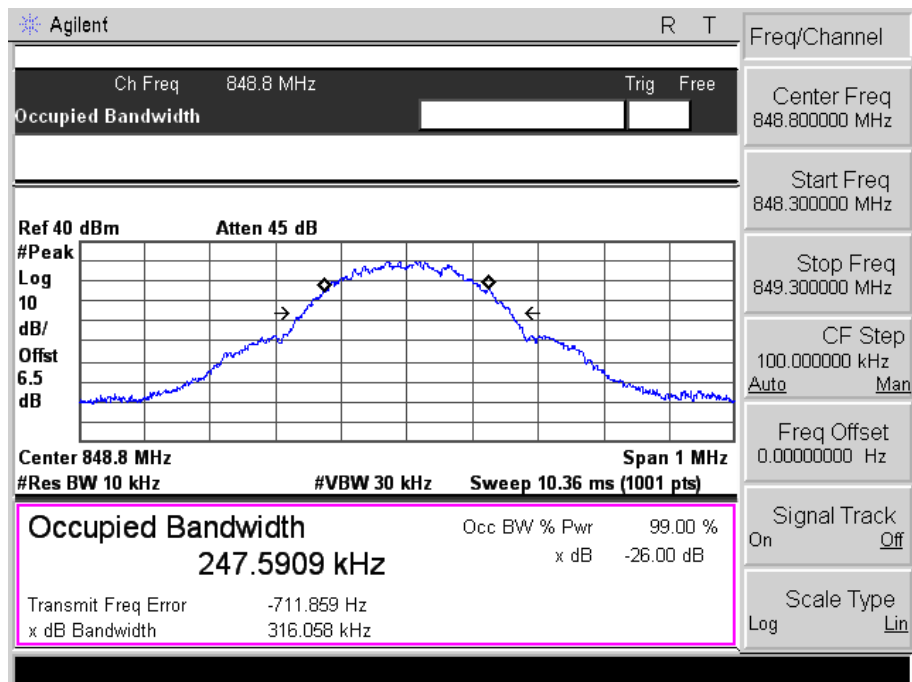 Agilent R T
Freq/Channel
Ch Freq 848.8 MHz Trig Free
Occupied Bandwidth
Center Freq
848.800000 MHz
Start Freq
848.300000 MHz
Ref 40 dBm Atten 45 dB
#Peak
Log
10
dB/
Offst
6.5
dB
Stop Freq
849.300000 MHz
CF Step
100.000000 kHz
Auto Man
Freq Offset
0.00000000 Hz
Center 848.8 MHz Span 1 MHz
#Res BW 10 kHz #VBW 30 kHz Sweep 10.36 ms (1001 pts)
Occupied Bandwidth Occ BW % Pwr 99.00 %
247.5909 kHz x dB -26.00 dB
Transmit Freq Error -711.859 Hz
x dB Bandwidth 316.058 kHz
Signal Track
On Off
Scale Type
Log Lin